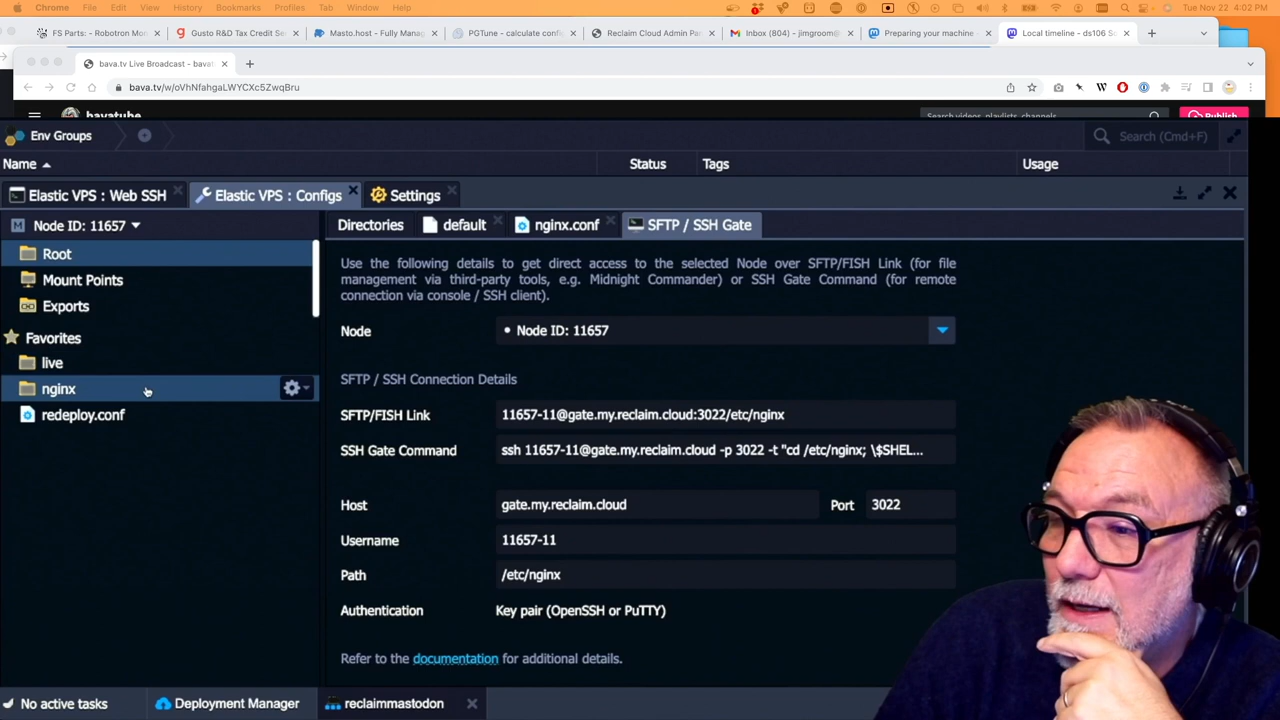 Chrome File Edit View History Bookmarks Profiles Tab Window Help Tue Nov 22 4:02 PM
FS Parts: - Robotron Mon Gusto R&D Tax Credit Ser Masto.host - Fully Manag PGTune - calculate confi Reclaim Cloud Admin Pa Inbox (804) - jimgroom@ Preparing your machine Local timeline - ds106 Sc
bava.tv Live Broadcast - bavat
bava.tv/w/oVhNfahgaLWYCXc5ZwqBru
bavatube Search videos, playlists, channels, Publish
Env Groups Search (Cmd+F)
Name Status Tags Usage
Elastic VPS : Web SSH Elastic VPS : Configs Settings
Node ID: 11657 Directories default nginx.conf SFTP / SSH Gate
Root
Mount Points
Exports
Favorites
live
nginx
redeploy.conf
Use the following details to get direct access to the selected Node over SFTP/FISH Link (for file
management via third-party tools, e.g. Midnight Commander) or SSH Gate Command (for remote
connection via console / SSH client).
Node • Node ID: 11657
SFTP / SSH Connection Details
SFTP/FISH Link 11657-11@gate.my.reclaim.cloud:3022/etc/nginx
SSH Gate Command ssh 11657-11@gate.my.reclaim.cloud -p 3022 -t "cd /etc/nginx; \$SHEL...
Host gate.my.reclaim.cloud Port 3022
Username 11657-11
Path /etc/nginx
Authentication Key pair (OpenSSH or PuTTY)
Refer to the documentation for additional details.
No active tasks Deployment Manager reclaimmastodon